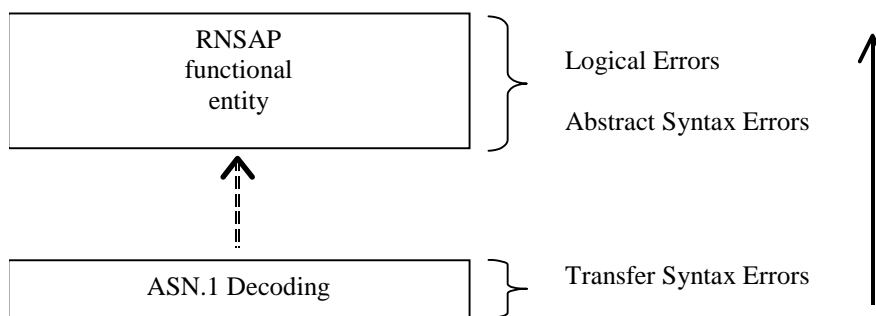 RNSAP
functional
entity
Logical Errors
Abstract Syntax Errors
ASN.1 Decoding
Transfer Syntax Errors